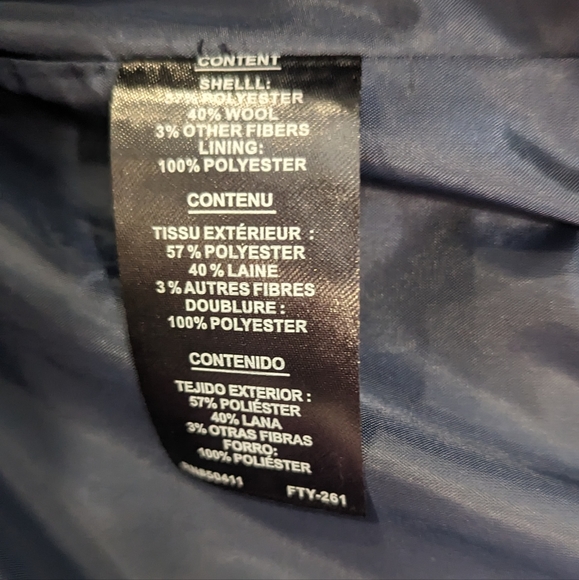 CONTENT
SHELLL:
57% POLYESTER
40% WOOL
3% OTHER FIBERS
LINING:
100% POLYESTER
CONTENU
TISSU EXTÉRIEUR :
57 % POLYESTER
40 % LAINE
3 % AUTRES FIBRES
DOUBLURE :
100% POLYESTER
CONTENIDO
TEJIDO EXTERIOR :
57% POLIÉSTER
40% LANA
3% OTRAS FIBRAS
FORRO:
100% POLIÉSTER
FTY-261